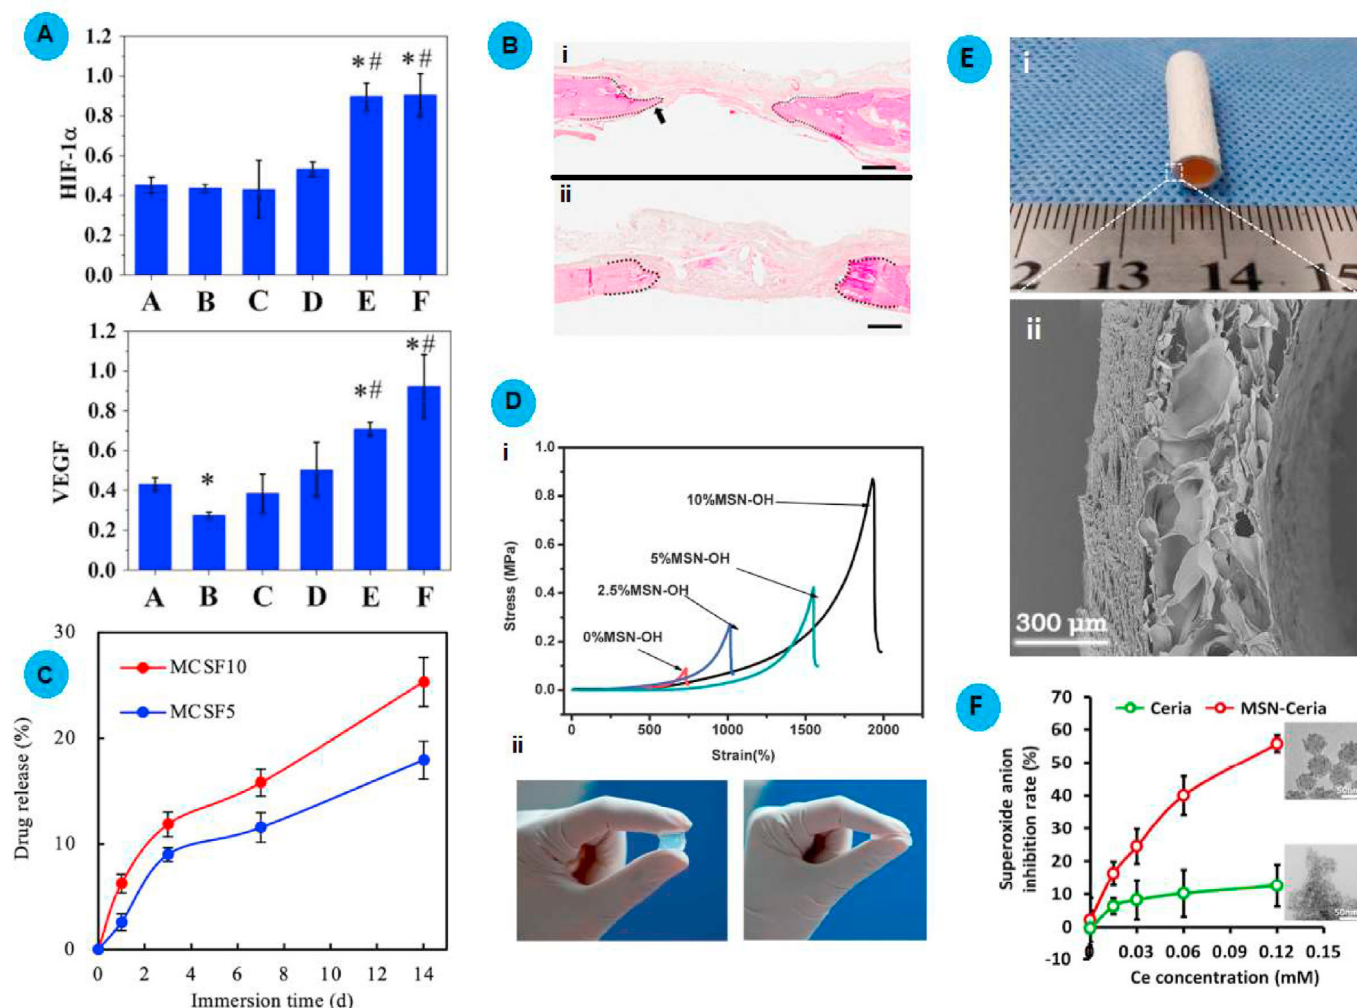 A
1.2
1.0
0.8
0.6
0.4
0.2
0.0
HIF-1α
*#
*#
A B C D E F
1.0
0.8
0.6
0.4
0.2
0.0
VEGF
*
*#
*#
A B C D E F
1.2
B
i
ii
C
30
20
10
0
Drug release (%)
MCSF10
MCSF5
0 2 4 6 8 10 12 14
Immersion time (d)
D
i
1.0
0.8
0.6
0.4
0.2
0.0
Stress (MPa)
10%MSN-OH
5%MSN-OH
2.5%MSN-OH
0%MSN-OH
0 500 1000 1500 2000
Strain(%)
ii
E
i
2 13 14 15
ii
300 μm
F
70
60
50
40
30
20
10
0
-10
Superoxide anion
inhibition rate (%)
Ceria
MSN-Ceria
50nm
50nm
0 0.03 0.06 0.09 0.12 0.15
Ce concentration (mM)